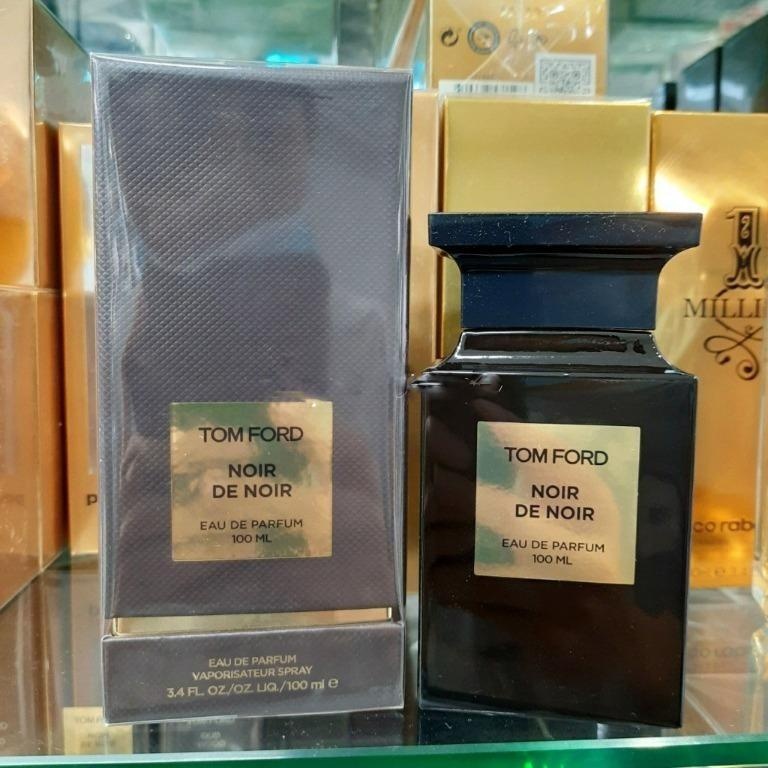 TOM FORD
NOIR
DE NOIR
EAU DE PARFUM
100 ML
EAU DE PARFUM
VAPORISATEUR SPRAY
3.4 FL. OZ./OZ. LIQ./100 ml ℮
TOM FORD
NOIR
DE NOIR
EAU DE PARFUM
100 ML
1
MILLI
co rab